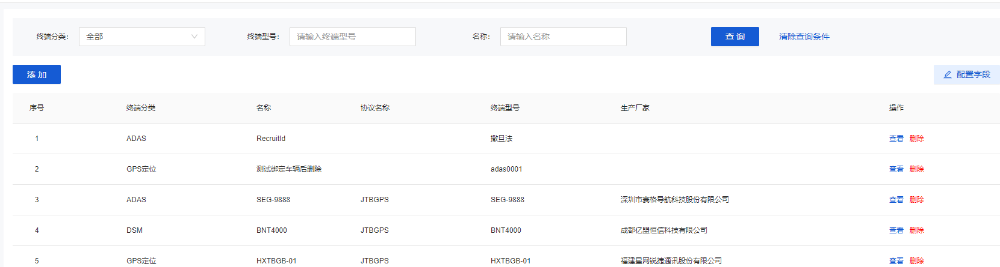 终端分类: 全部 终端型号: 请输入终端型号 名称: 请输入名称 查 询 清除查询条件
添 加 配置字段
序号 终端分类 名称 协议名称 终端型号 生产厂家 操作
1 ADAS RecruitId 撒旦法 查看 删除
2 GPS定位 测试绑定车辆后删除 adas0001 查看 删除
3 ADAS SEG-9888 JTBGPS SEG-9888 深圳市赛格导航科技股份有限公司 查看 删除
4 DSM BNT4000 JTBGPS BNT4000 成都亿盟恒信科技有限公司 查看 删除
5 GPS定位 HXTBGB-01 JTBGPS HXTBGB-01 福建星网锐捷通讯股份有限公司 查看 删除